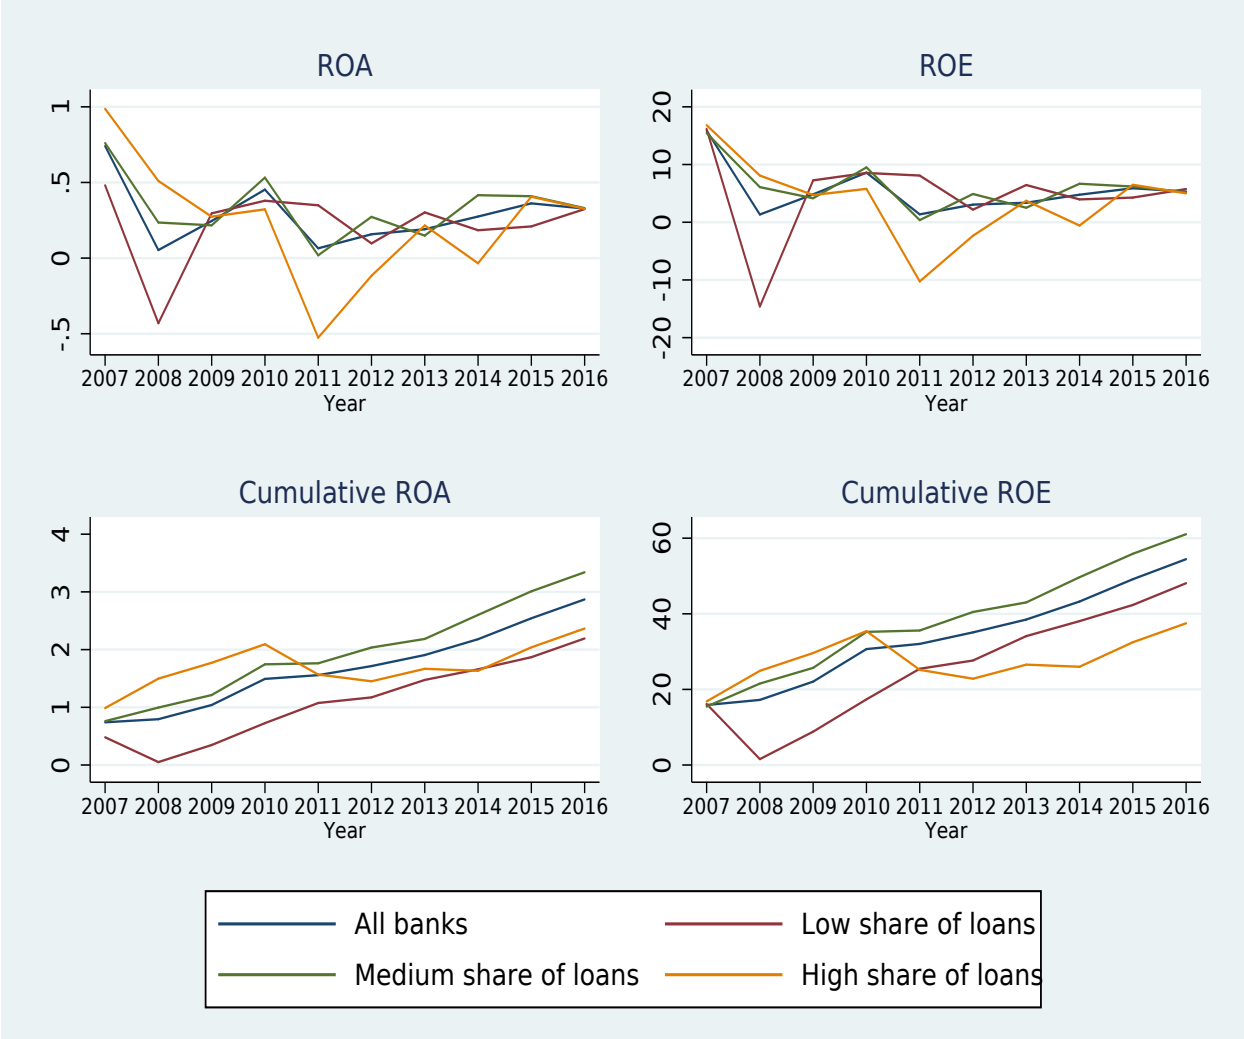 ROA
1
.5
0
-.5
2007 2008 2009 2010 2011 2012 2013 2014 2015 2016
Year
ROE
20
10
0
-10
-20
2007 2008 2009 2010 2011 2012 2013 2014 2015 2016
Year
Cumulative ROA
4
3
2
1
0
2007 2008 2009 2010 2011 2012 2013 2014 2015 2016
Year
Cumulative ROE
60
40
20
0
2007 2008 2009 2010 2011 2012 2013 2014 2015 2016
Year
All banks
Low share of loans
Medium share of loans
High share of loans